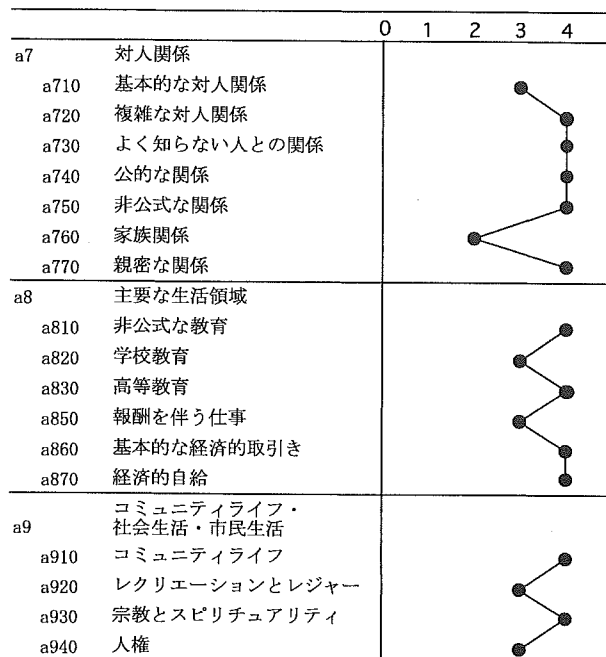 0 1 2 3 4
a7 対人関係
a710 基本的な対人関係
a720 複雑な対人関係
a730 よく知らない人との関係
a740 公的な関係
a750 非公式な関係
a760 家族関係
a770 親密な関係
a8 主要な生活領域
a810 非公式な教育
a820 学校教育
a830 高等教育
a850 報酬を伴う仕事
a860 基本的な経済的取引き
a870 経済的自給
コミュニティライフ・
a9 社会生活・市民生活
a910 コミュニティライフ
a920 レクリエーションとレジャー
a930 宗教とスピリチュアリティ
a940 人権